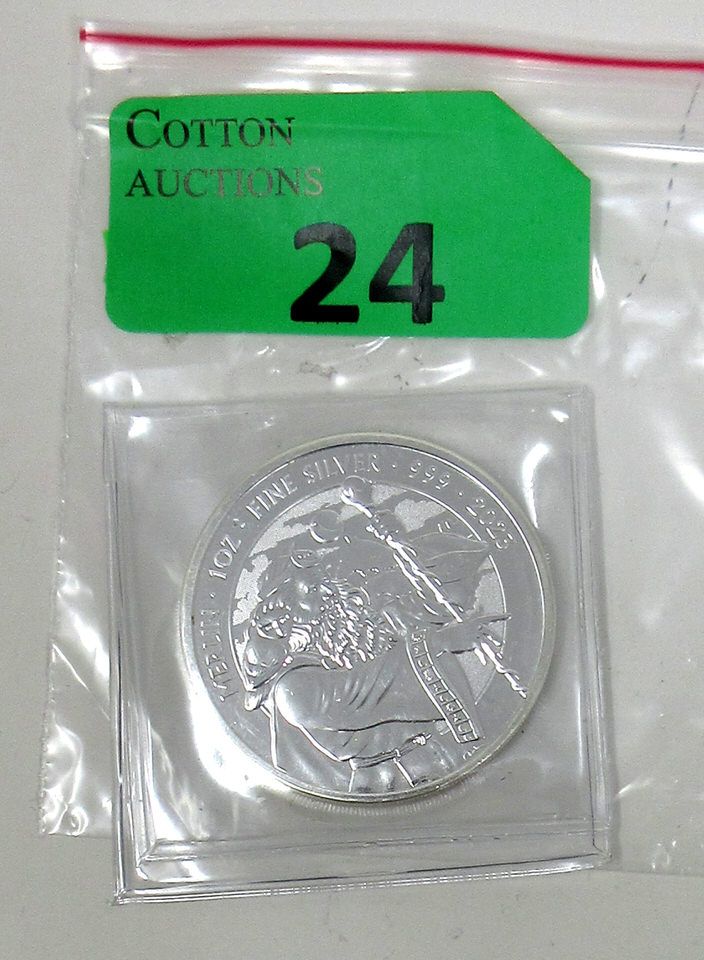 COTTON
AUCTIONS
24
MERLIN · 1OZ : FINE SILVER · 999 · 2023